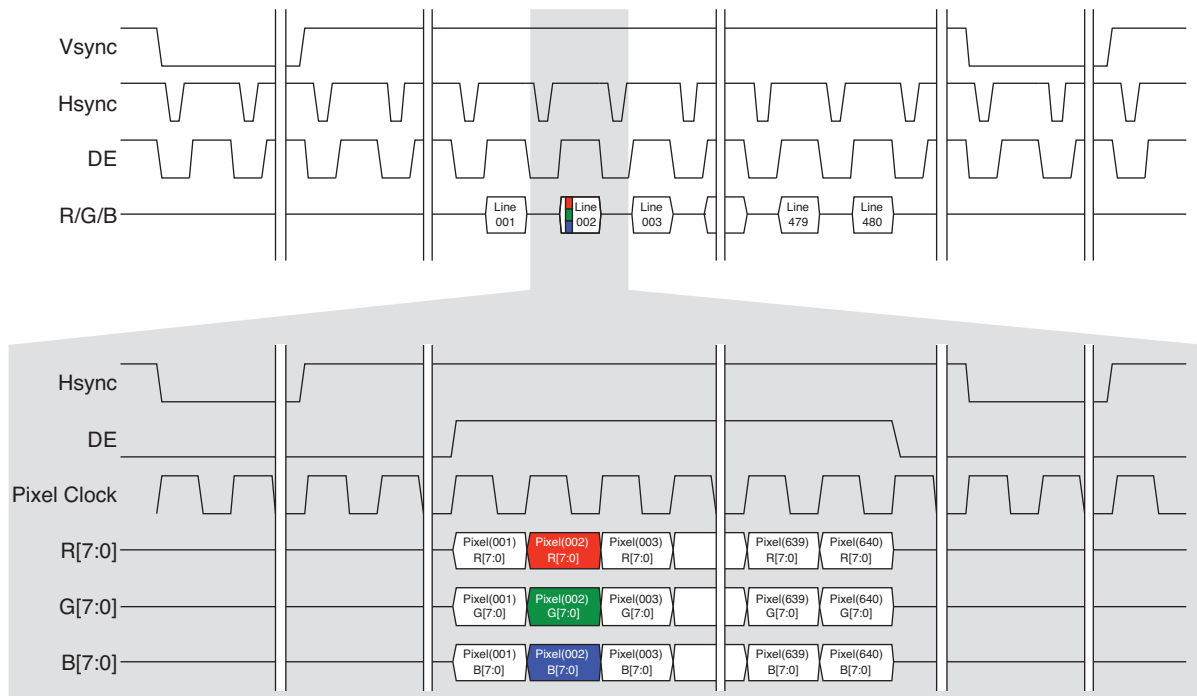 Vsync
Hsync
DE
R/G/B
Line
001
Line
002
Line
003
Line
479
Line
480
Hsync
DE
Pixel Clock
R[7:0]
Pixel(001)
R[7:0]
Pixel(002)
R[7:0]
Pixel(003)
R[7:0]
Pixel(639)
R[7:0]
Pixel(640)
R[7:0]
G[7:0]
Pixel(001)
G[7:0]
Pixel(002)
G[7:0]
Pixel(003)
G[7:0]
Pixel(639)
G[7:0]
Pixel(640)
G[7:0]
B[7:0]
Pixel(001)
B[7:0]
Pixel(002)
B[7:0]
Pixel(003)
B[7:0]
Pixel(639)
B[7:0]
Pixel(640)
B[7:0]